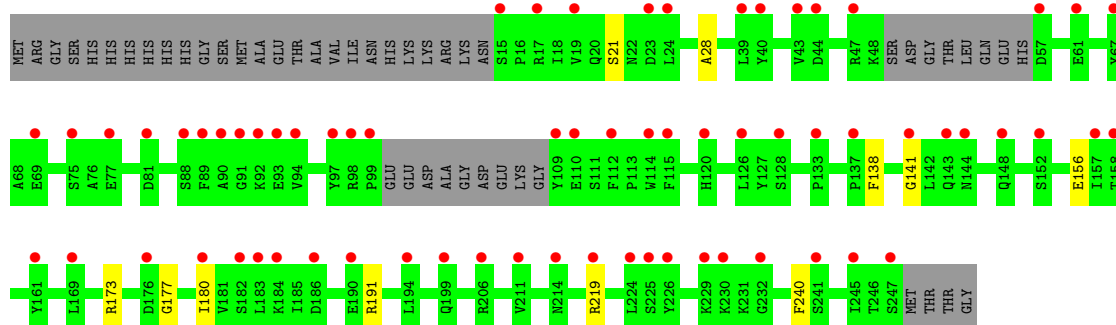 MET ARG GLY SER HIS HIS HIS HIS HIS HIS GLY SER MET ALA GLU THR ALA VAL ILE ASN HIS LYS LYS ARG LYS ASN S15 P16 R17 I18 V19 Q20 S21 N22 D23 L24 A28 L39 Y40 V43 D44 R47 K48 SER ASP GLY THR LEU GLN GLU HIS D57 E61 Y67
A68 E69 S75 A76 E77 D81 S88 F89 A90 G91 K92 E93 V94 Y97 R98 P99 GLU GLU ASP ALA GLY ASP GLU LYS GLY Y109 E110 S111 F112 P113 W114 F115 H120 L126 Y127 S128 P133 P137 F138 G141 L142 Q143 N144 Q148 S152 E156 I157 T158
Y161 L169 R173 D176 G177 I180 V181 S182 L183 K184 I185 D186 E190 R191 L194 Q199 R206 V211 N214 R219 L224 S225 Y226 K229 K230 K231 G232 F240 S241 I245 T246 S247 MET THR THR GLY